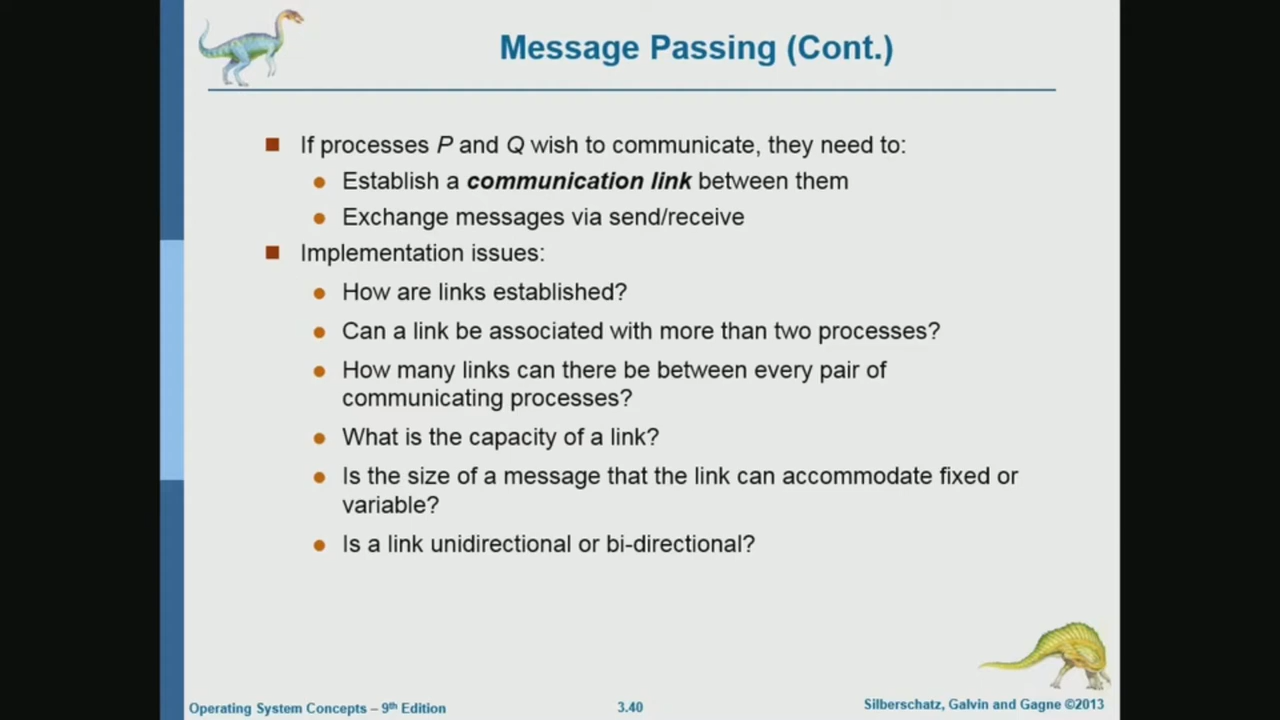 Message Passing (Cont.)
If processes P and Q wish to communicate, they need to:
Establish a communication link between them
Exchange messages via send/receive
Implementation issues:
How are links established?
Can a link be associated with more than two processes?
How many links can there be between every pair of
communicating processes?
What is the capacity of a link?
Is the size of a message that the link can accommodate fixed or
variable?
Is a link unidirectional or bi-directional?
Operating System Concepts – 9th Edition
3.40
Silberschatz, Galvin and Gagne ©2013